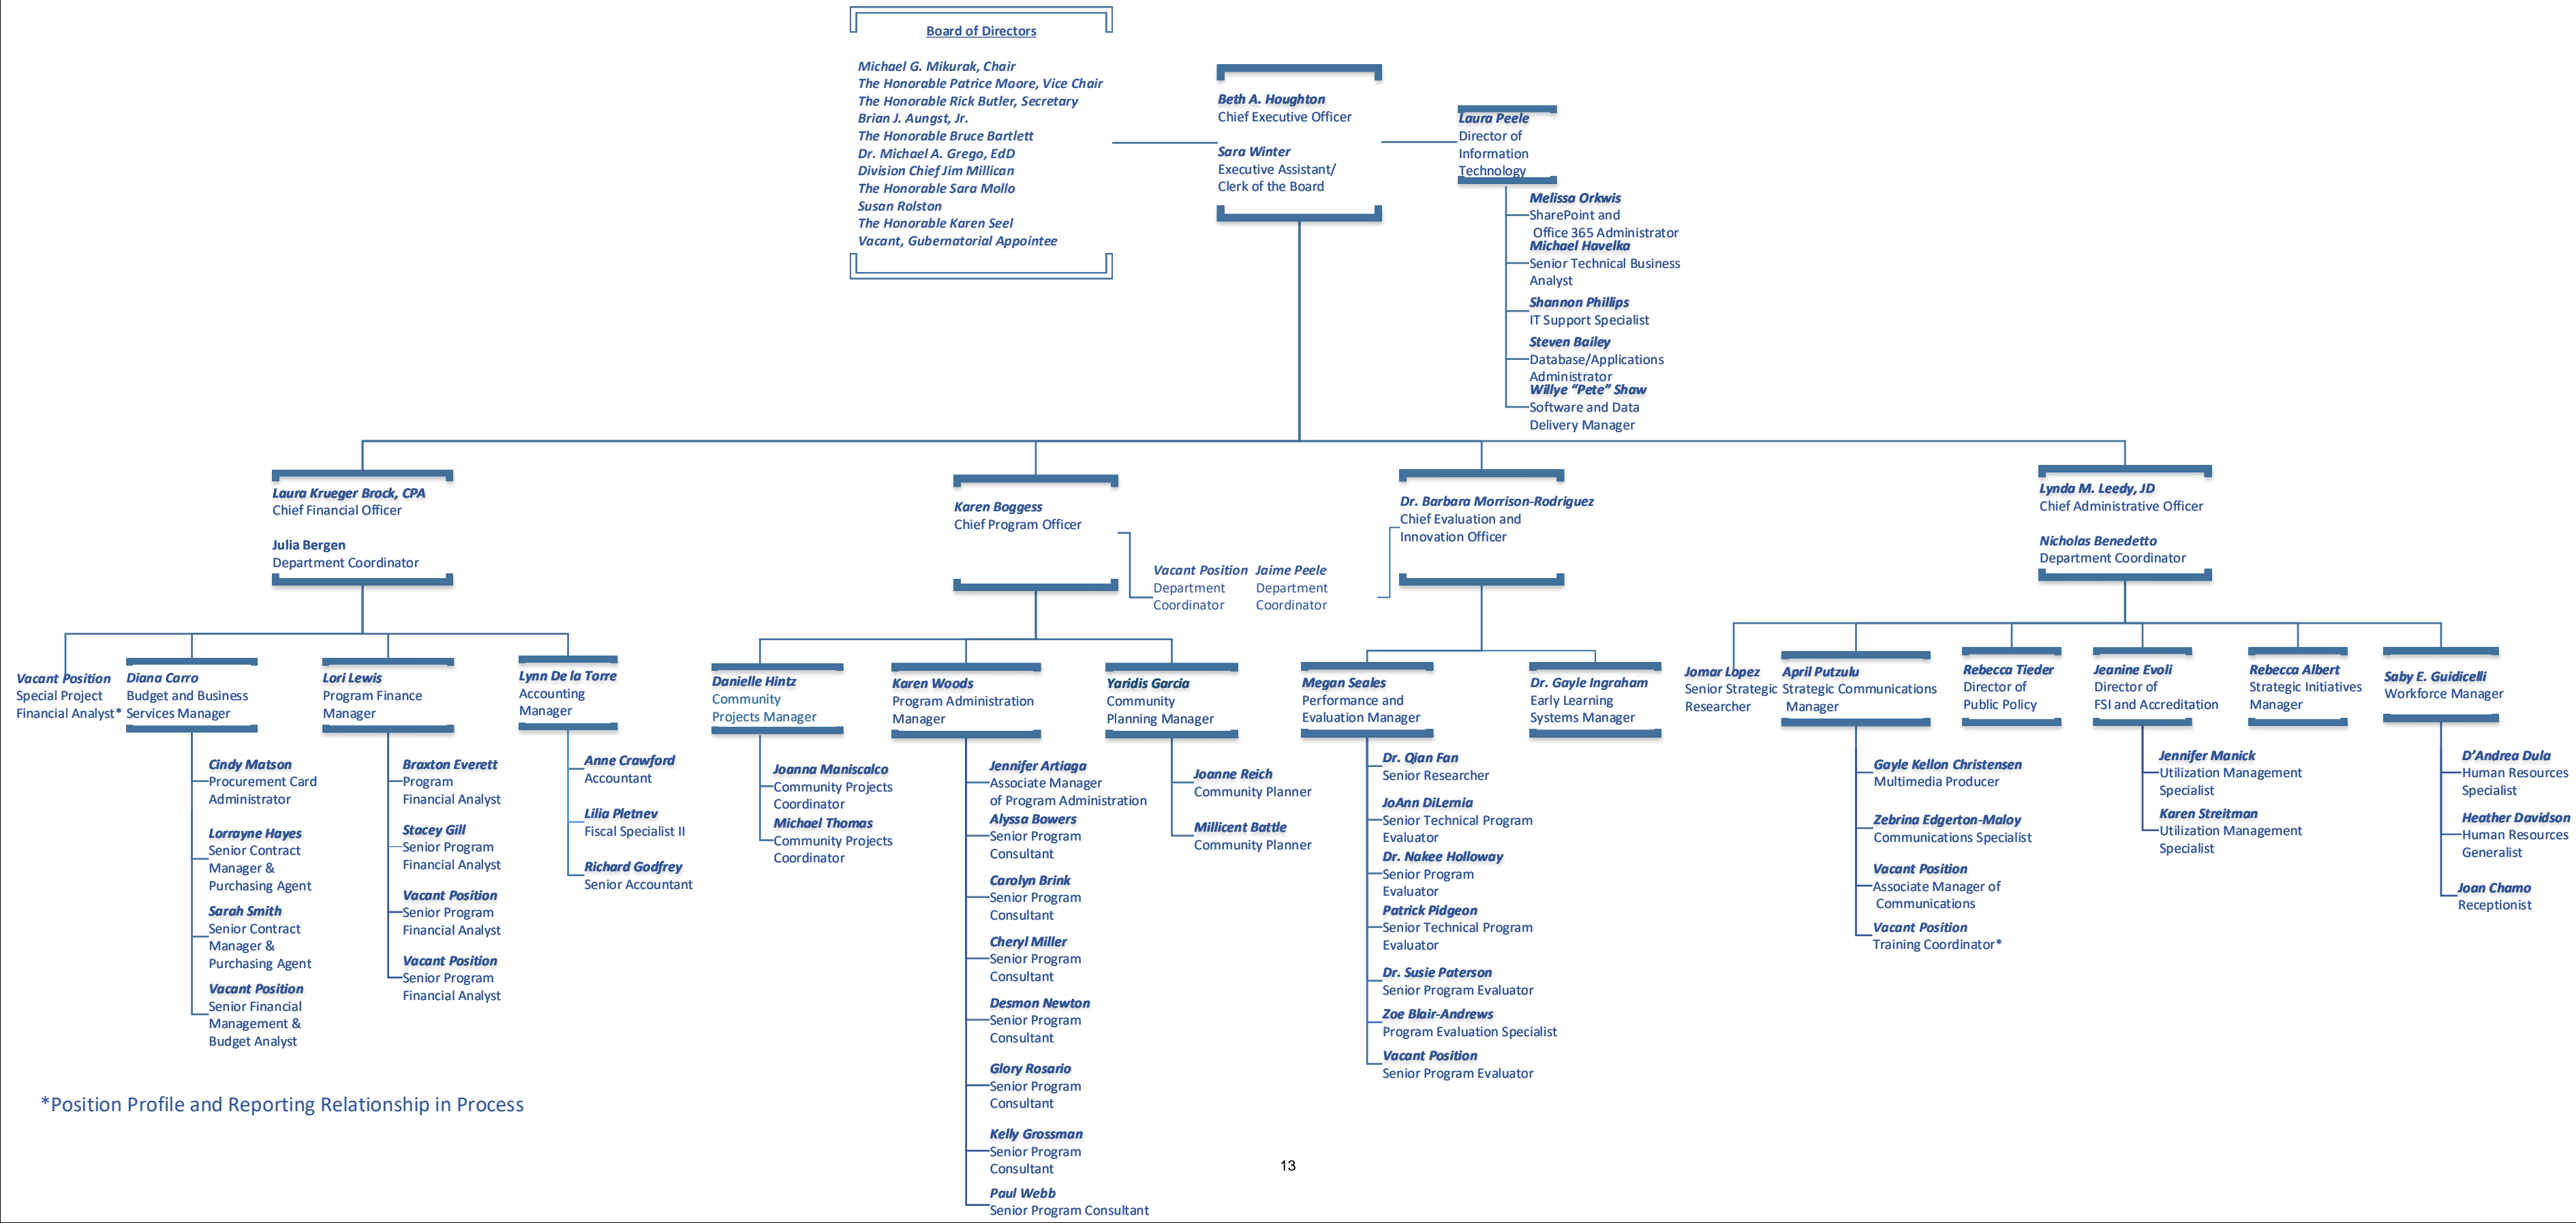 Board of Directors
Michael G. Mikurak, Chair
The Honorable Patrice Moore, Vice Chair
The Honorable Rick Butler, Secretary
Brian J. Aungst, Jr.
The Honorable Bruce Bartlett
Dr. Michael A. Grego, EdD
Division Chief Jim Millican
The Honorable Sara Mollo
Susan Rolston
The Honorable Karen Seel
Vacant, Gubernatorial Appointee
Beth A. Houghton
Chief Executive Officer
Sara Winter
Executive Assistant/
Clerk of the Board
Laura Peele
Director of
Information
Technology
Melissa Orkwis
SharePoint and
Office 365 Administrator
Michael Havelka
Senior Technical Business
Analyst
Shannon Phillips
IT Support Specialist
Steven Bailey
Database/Applications
Administrator
Willye “Pete” Shaw
Software and Data
Delivery Manager
Laura Krueger Brock, CPA
Chief Financial Officer
Julia Bergen
Department Coordinator
Karen Boggess
Chief Program Officer
Vacant Position
Department
Coordinator
Jaime Peele
Department
Coordinator
Dr. Barbara Morrison-Rodriguez
Chief Evaluation and
Innovation Officer
Lynda M. Leedy, JD
Chief Administrative Officer
Nicholas Benedetto
Department Coordinator
Vacant Position
Special Project
Financial Analyst*
Diana Carro
Budget and Business
Services Manager
Cindy Matson
Procurement Card
Administrator
Lorrayne Hayes
Senior Contract
Manager &
Purchasing Agent
Sarah Smith
Senior Contract
Manager &
Purchasing Agent
Vacant Position
Senior Financial
Management &
Budget Analyst
Lori Lewis
Program Finance
Manager
Braxton Everett
Program
Financial Analyst
Stacey Gill
Senior Program
Financial Analyst
Vacant Position
Senior Program
Financial Analyst
Vacant Position
Senior Program
Financial Analyst
Lynn De la Torre
Accounting
Manager
Anne Crawford
Accountant
Lilia Pletnev
Fiscal Specialist II
Richard Godfrey
Senior Accountant
Danielle Hintz
Community
Projects Manager
Joanna Maniscalco
Community Projects
Coordinator
Michael Thomas
Community Projects
Coordinator
Karen Woods
Program Administration
Manager
Jennifer Artiaga
Associate Manager
of Program Administration
Alyssa Bowers
Senior Program
Consultant
Carolyn Brink
Senior Program
Consultant
Cheryl Miller
Senior Program
Consultant
Desmon Newton
Senior Program
Consultant
Glory Rosario
Senior Program
Consultant
Kelly Grossman
Senior Program
Consultant
Paul Webb
Senior Program Consultant
Yaridis Garcia
Community
Planning Manager
Joanne Reich
Community Planner
Millicent Battle
Community Planner
Megan Seales
Performance and
Evaluation Manager
Dr. Qian Fan
Senior Researcher
JoAnn DiLernia
Senior Technical Program
Evaluator
Dr. Nakee Holloway
Senior Program
Evaluator
Patrick Pidgeon
Senior Technical Program
Evaluator
Dr. Susie Paterson
Senior Program Evaluator
Zoe Blair-Andrews
Program Evaluation Specialist
Vacant Position
Senior Program Evaluator
Dr. Gayle Ingraham
Early Learning
Systems Manager
Jomar Lopez
Senior Strategic
Researcher
April Putzulu
Strategic Communications
Manager
Gayle Kellon Christensen
Multimedia Producer
Zebrina Edgerton-Maloy
Communications Specialist
Vacant Position
Associate Manager of
Communications
Vacant Position
Training Coordinator*
Rebecca Tieder
Director of
Public Policy
Jeanine Evoli
Director of
FSI and Accreditation
Jennifer Manick
Utilization Management
Specialist
Karen Streitman
Utilization Management
Specialist
Rebecca Albert
Strategic Initiatives
Manager
Saby E. Guidicelli
Workforce Manager
D’Andrea Dula
Human Resources
Specialist
Heather Davidson
Human Resources
Generalist
Joan Chamo
Receptionist
*Position Profile and Reporting Relationship in Process
13